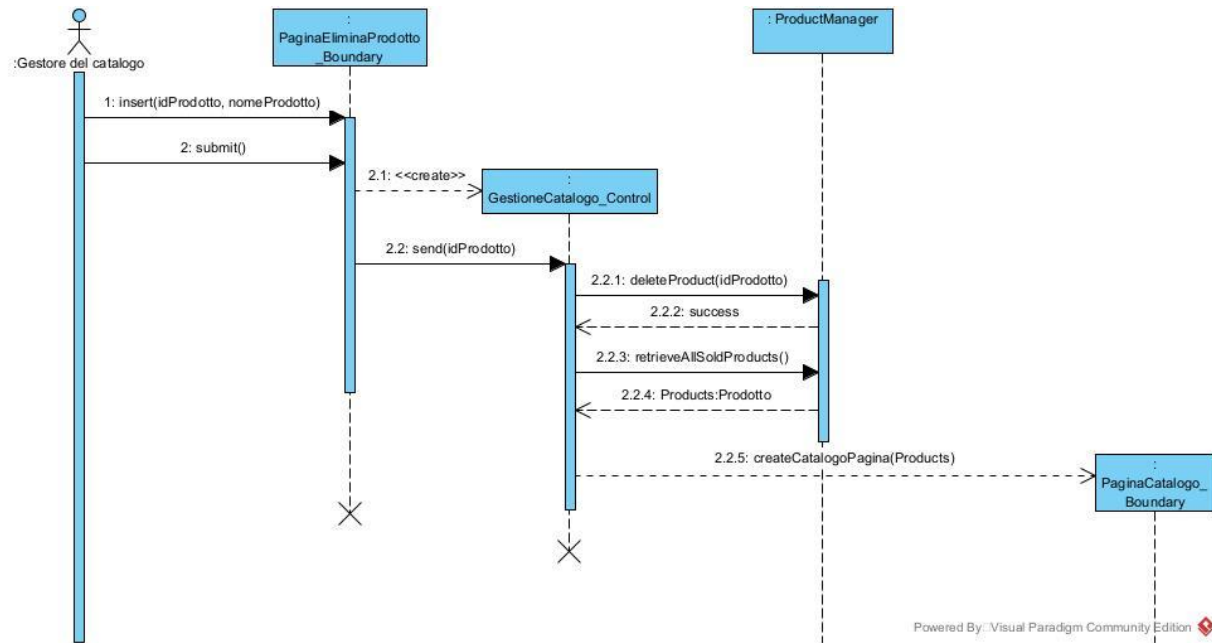 :
PaginaEliminaProdotto
_Boundary
: ProductManager
:Gestore del catalogo
1: insert(idProdotto, nomeProdotto)
2: submit()
2.1: <<create>>
:
GestioneCatalogo_Control
2.2: send(idProdotto)
2.2.1: deleteProduct(idProdotto)
2.2.2: success
2.2.3: retrieveAllSoldProducts()
2.2.4: Products:Prodotto
2.2.5: createCatalogoPagina(Products)
:
PaginaCatalogo_
Boundary
Powered By Visual Paradigm Community Edition